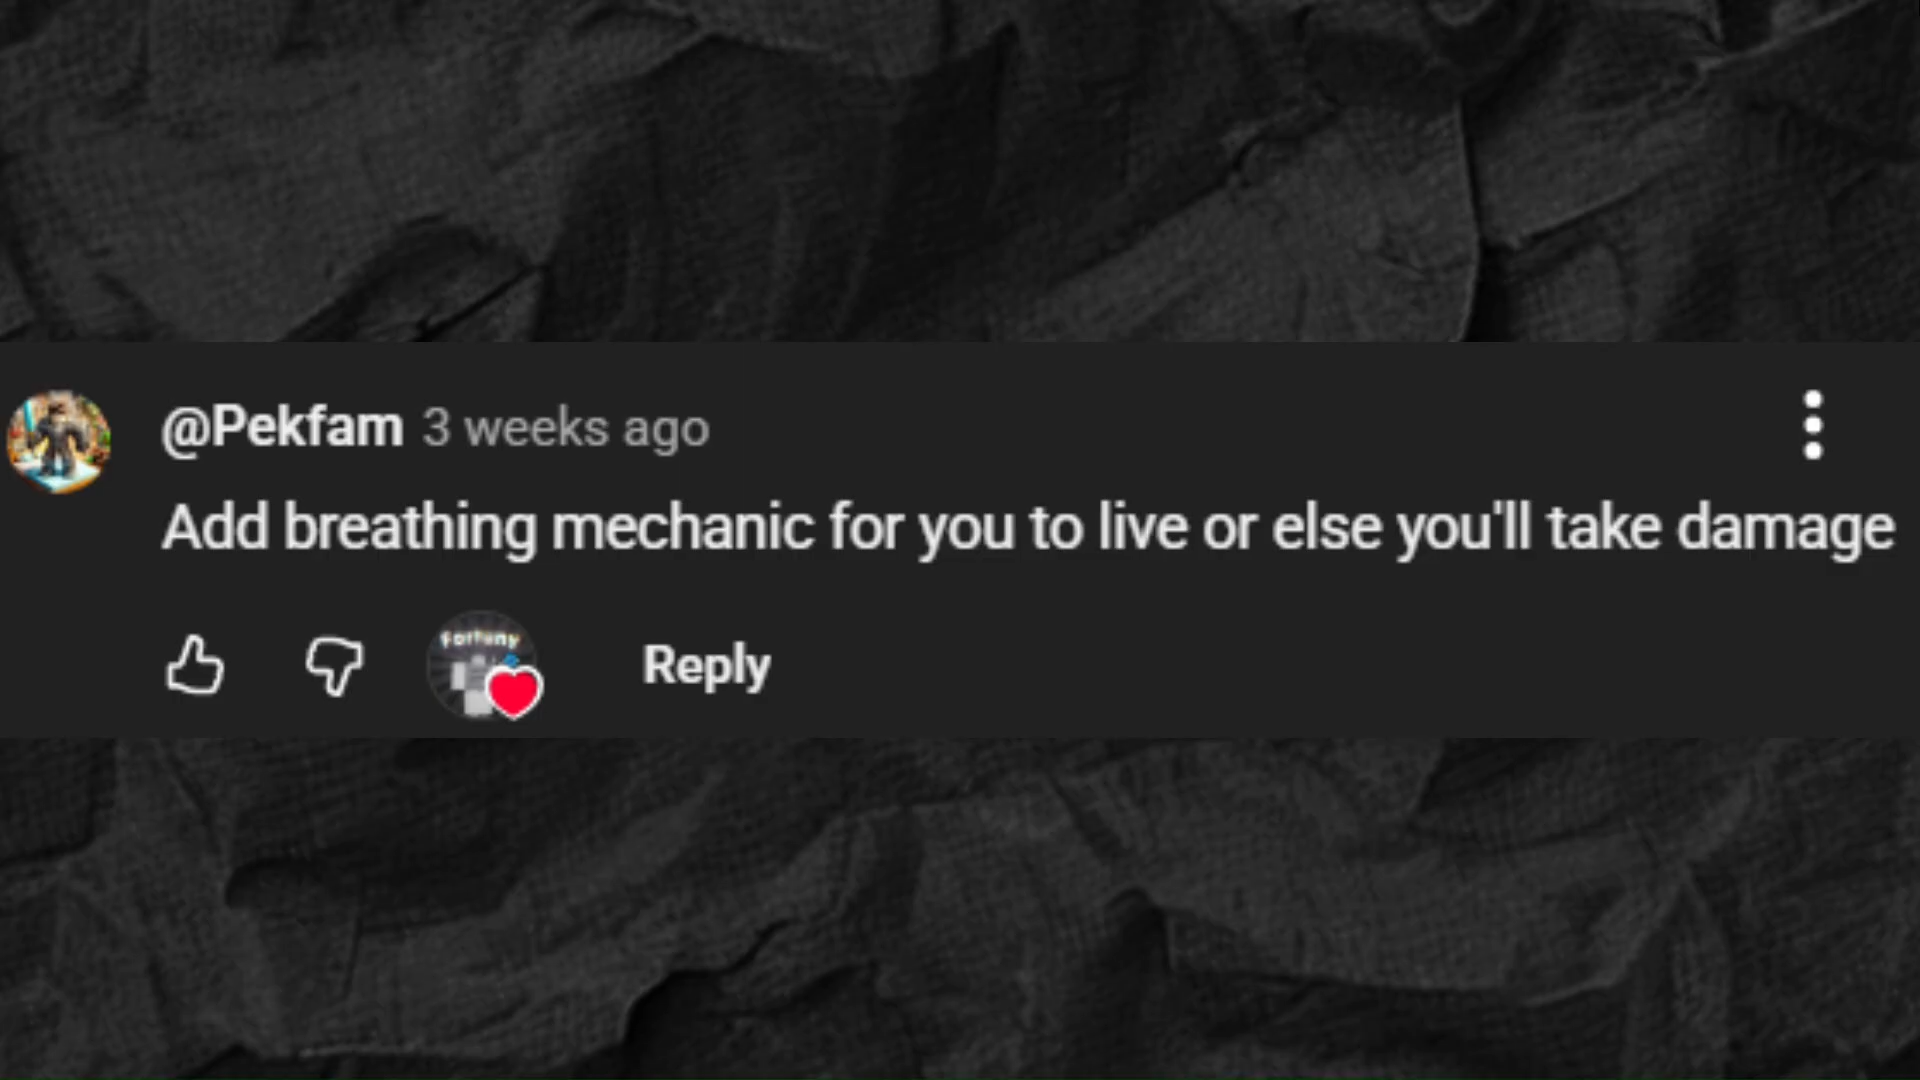 @Pekfam 3 weeks ago
Add breathing mechanic for you to live or else you'll take damage
Reply